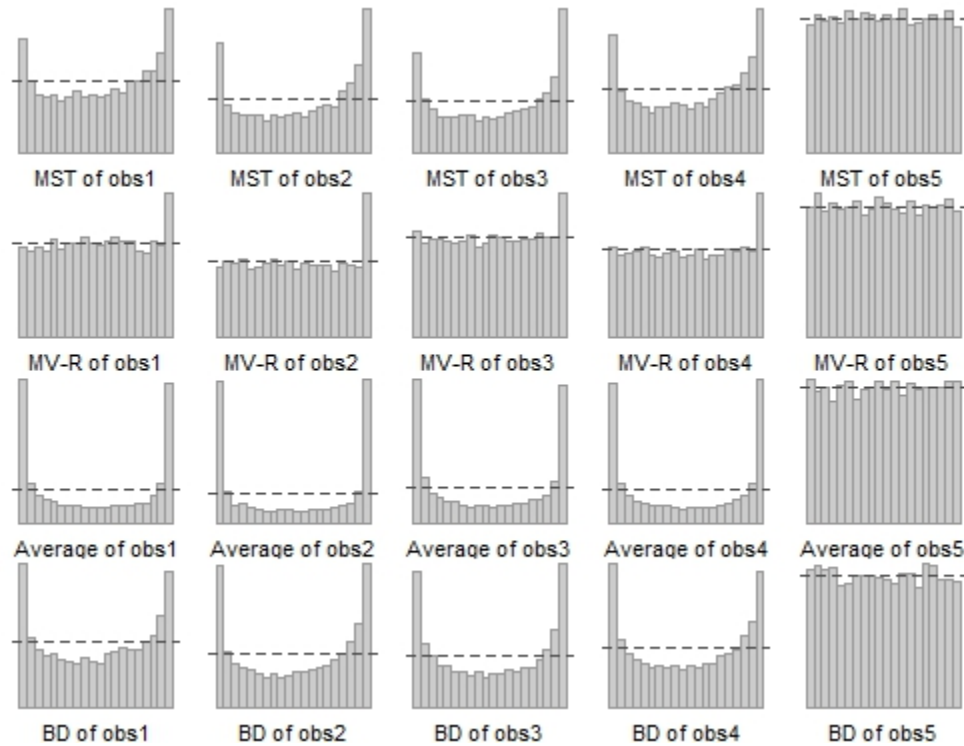 MST of obs1 MST of obs2 MST of obs3 MST of obs4 MST of obs5
MV-R of obs1 MV-R of obs2 MV-R of obs3 MV-R of obs4 MV-R of obs5
Average of obs1 Average of obs2 Average of obs3 Average of obs4 Average of obs5
BD of obs1 BD of obs2 BD of obs3 BD of obs4 BD of obs5